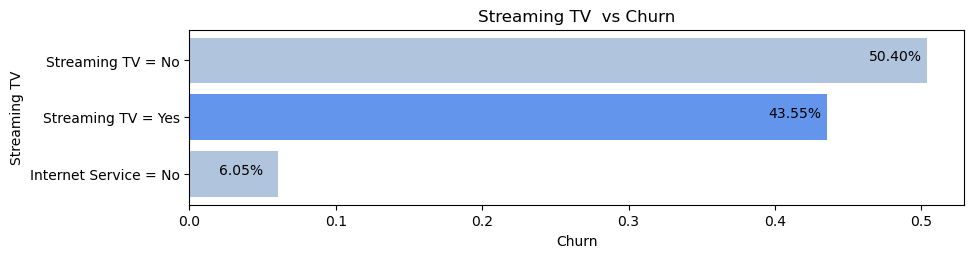 Streaming TV  vs Churn
Streaming TV
Streaming TV = No
50.40%
Streaming TV = Yes
43.55%
Internet Service = No
6.05%
0.0 0.1 0.2 0.3 0.4 0.5
Churn